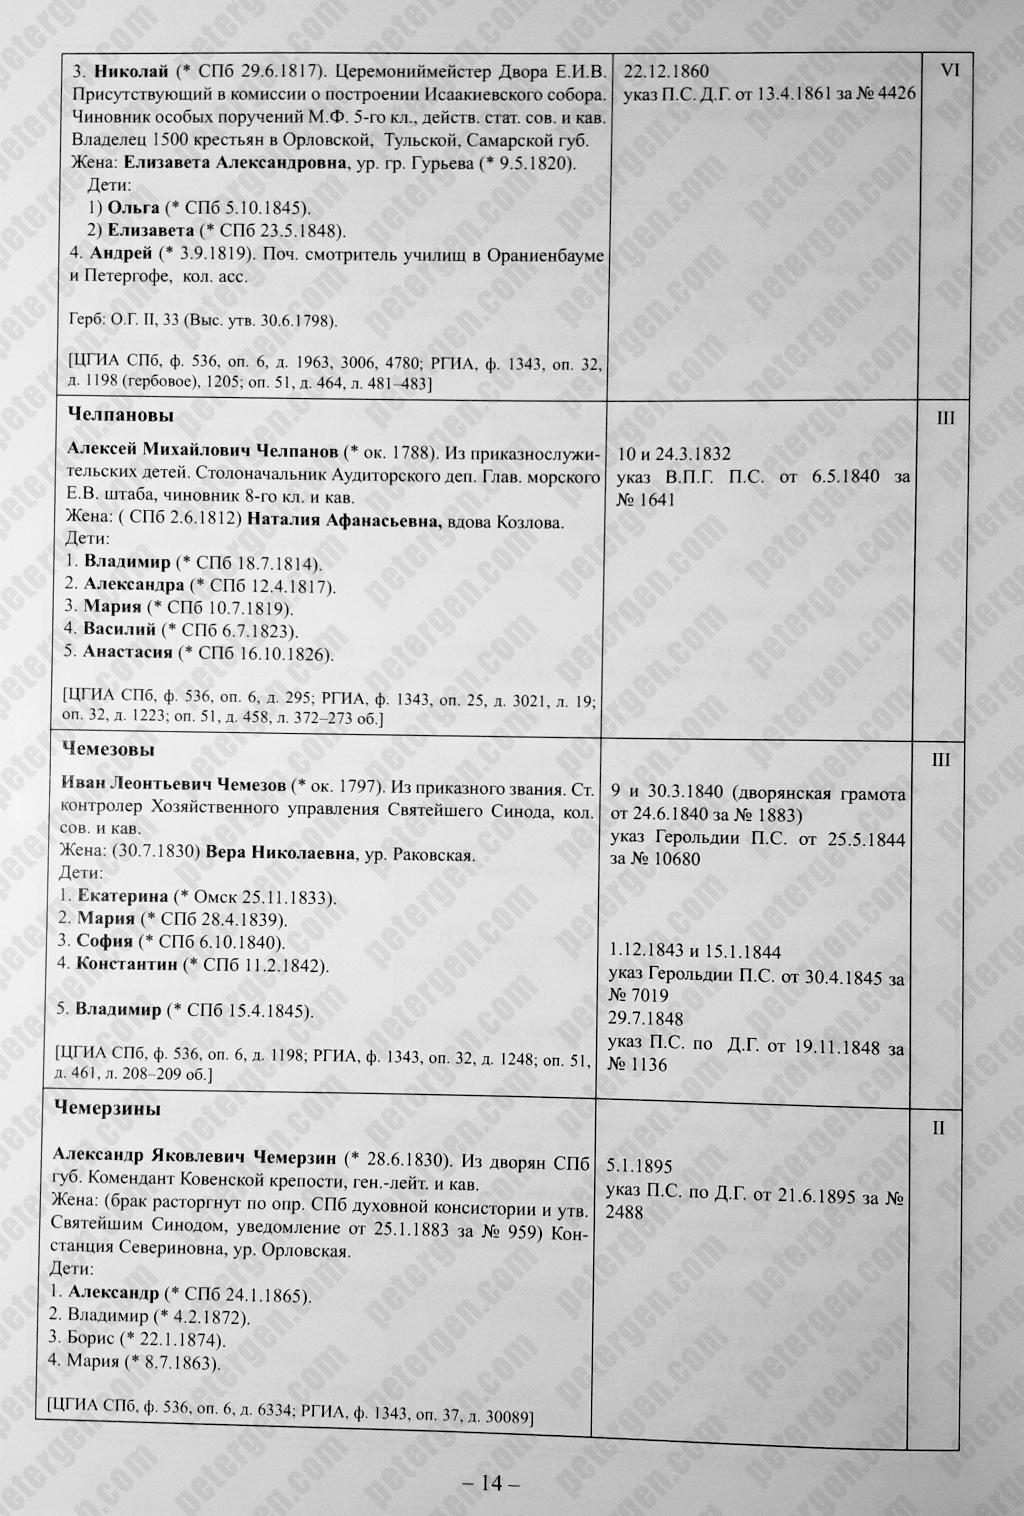 3. Николай (* СПб 29.6.1817). Церемониймейстер Двора Е.И.В.
Присутствующий в комиссии о построении Исаакиевского собора.
Чиновник особых поручений М.Ф. 5-го кл., действ. стат. сов. и кав.
Владелец 1500 крестьян в Орловской, Тульской, Самарской губ.
Жена: Елизавета Александровна, ур. гр. Гурьева (* 9.5.1820).
Дети:
1) Ольга (* СПб 5.10.1845).
2) Елизавета (* СПб 23.5.1848).
4. Андрей (* 3.9.1819). Поч. смотритель училищ в Ораниенбауме
и Петергофе, кол. асс.
Герб: О.Г. II, 33 (Выс. утв. 30.6.1798).
[ЦГИА СПб, ф. 536, оп. 6, д. 1963, 3006, 4780; РГИА, ф. 1343, оп. 32,
д. 1198 (гербовое), 1205; оп. 51, д. 464, л. 481–483]
22.12.1860
указ П.С. Д.Г. от 13.4.1861 за № 4426
VI
Челпановы
Алексей Михайлович Челпанов (* ок. 1788). Из приказнослужи-
тельских детей. Столоначальник Аудиторского деп. Глав. морского
Е.В. штаба, чиновник 8-го кл. и кав.
Жена: ( СПб 2.6.1812) Наталия Афанасьевна, вдова Козлова.
Дети:
1. Владимир (* СПб 18.7.1814).
2. Александра (* СПб 12.4.1817).
3. Мария (* СПб 10.7.1819).
4. Василий (* СПб 6.7.1823).
5. Анастасия (* СПб 16.10.1826).
[ЦГИА СПб, ф. 536, оп. 6, д. 295; РГИА, ф. 1343, оп. 25, д. 3021, л. 19;
оп. 32, д. 1223; оп. 51, д. 458, л. 372–273 об.]
10 и 24.3.1832
указ В.П.Г. П.С. от 6.5.1840 за
№ 1641
III
Чемезовы
Иван Леонтьевич Чемезов (* ок. 1797). Из приказного звания. Ст.
контролер Хозяйственного управления Святейшего Синода, кол.
сов. и кав.
Жена: (30.7.1830) Вера Николаевна, ур. Раковская.
Дети:
1. Екатерина (* Омск 25.11.1833).
2. Мария (* СПб 28.4.1839).
3. София (* СПб 6.10.1840).
4. Константин (* СПб 11.2.1842).
5. Владимир (* СПб 15.4.1845).
[ЦГИА СПб, ф. 536, оп. 6, д. 1198; РГИА, ф. 1343, оп. 32, д. 1248; оп. 51,
д. 461, л. 208–209 об.]
9 и 30.3.1840 (дворянская грамота
от 24.6.1840 за № 1883)
указ Герольдии П.С. от 25.5.1844
за № 10680
1.12.1843 и 15.1.1844
указ Герольдии П.С. от 30.4.1845 за
№ 7019
29.7.1848
указ П.С. по Д.Г. от 19.11.1848 за
№ 1136
III
Чемерзины
Александр Яковлевич Чемерзин (* 28.6.1830). Из дворян СПб
губ. Комендант Ковенской крепости, ген.-лейт. и кав.
Жена: (брак расторгнут по опр. СПб духовной консистории и утв.
Святейшим Синодом, уведомление от 25.1.1883 за № 959) Кон-
станция Севериновна, ур. Орловская.
Дети:
1. Александр (* СПб 24.1.1865).
2. Владимир (* 4.2.1872).
3. Борис (* 22.1.1874).
4. Мария (* 8.7.1863).
[ЦГИА СПб, ф. 536, оп. 6, д. 6334; РГИА, ф. 1343, оп. 37, д. 30089]
5.1.1895
указ П.С. по Д.Г. от 21.6.1895 за №
2488
II
– 14 –
petergen.com